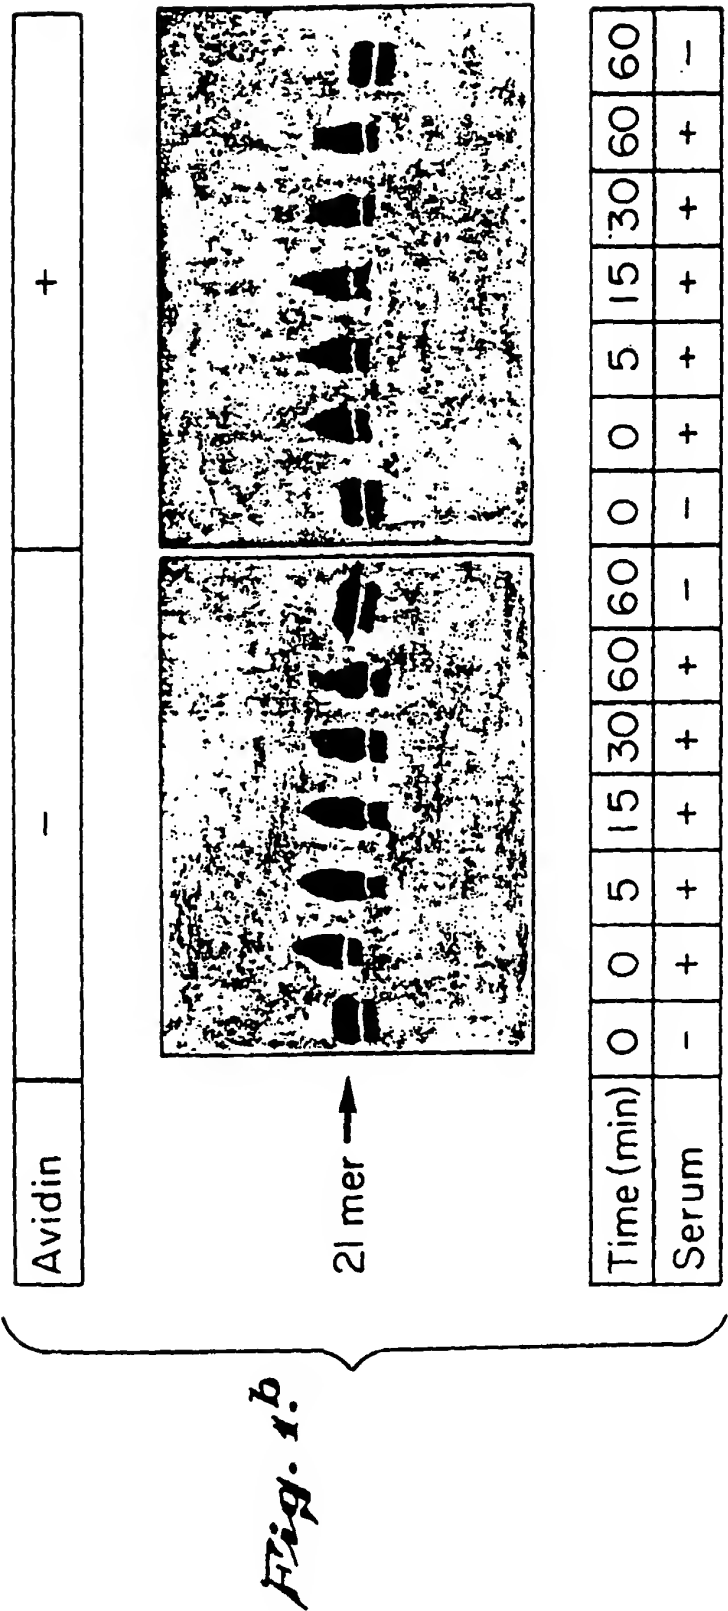 Fig. 1.b
Avidin - +
21 mer
Time (min) 0 0 5 15 30 60 60 0 0 5 15 30 60 60
Serum - + + + + + - - + + + + + -